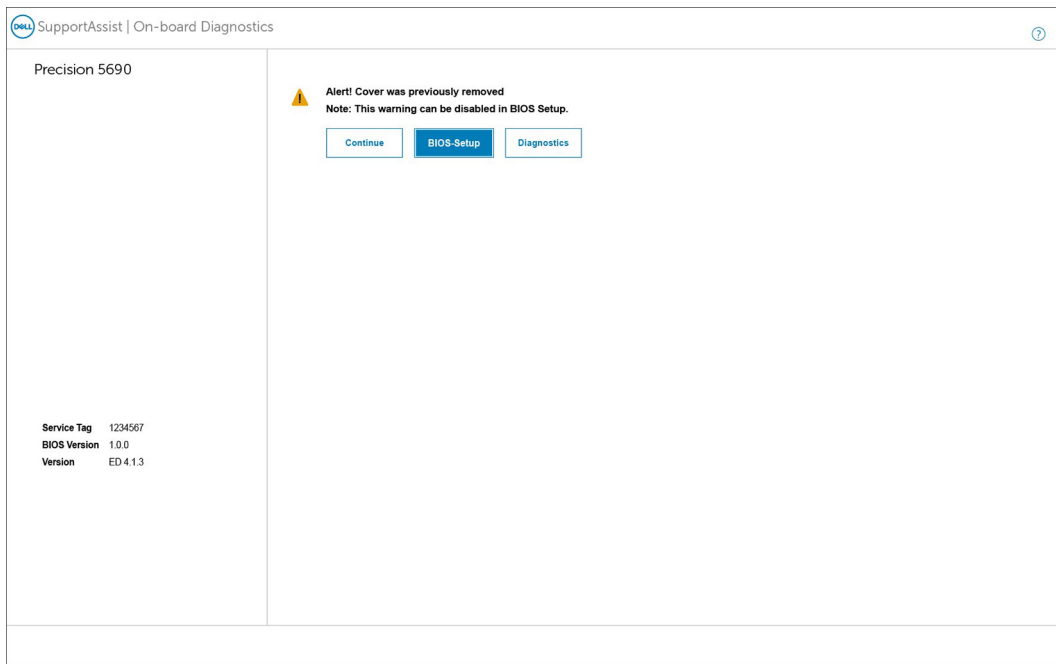 DELL SupportAssist | On-board Diagnostics
?
Precision 5690
Alert! Cover was previously removed
Note: This warning can be disabled in BIOS Setup.
Continue BIOS-Setup Diagnostics
Service Tag 1234567
BIOS Version 1.0.0
Version ED 4.1.3